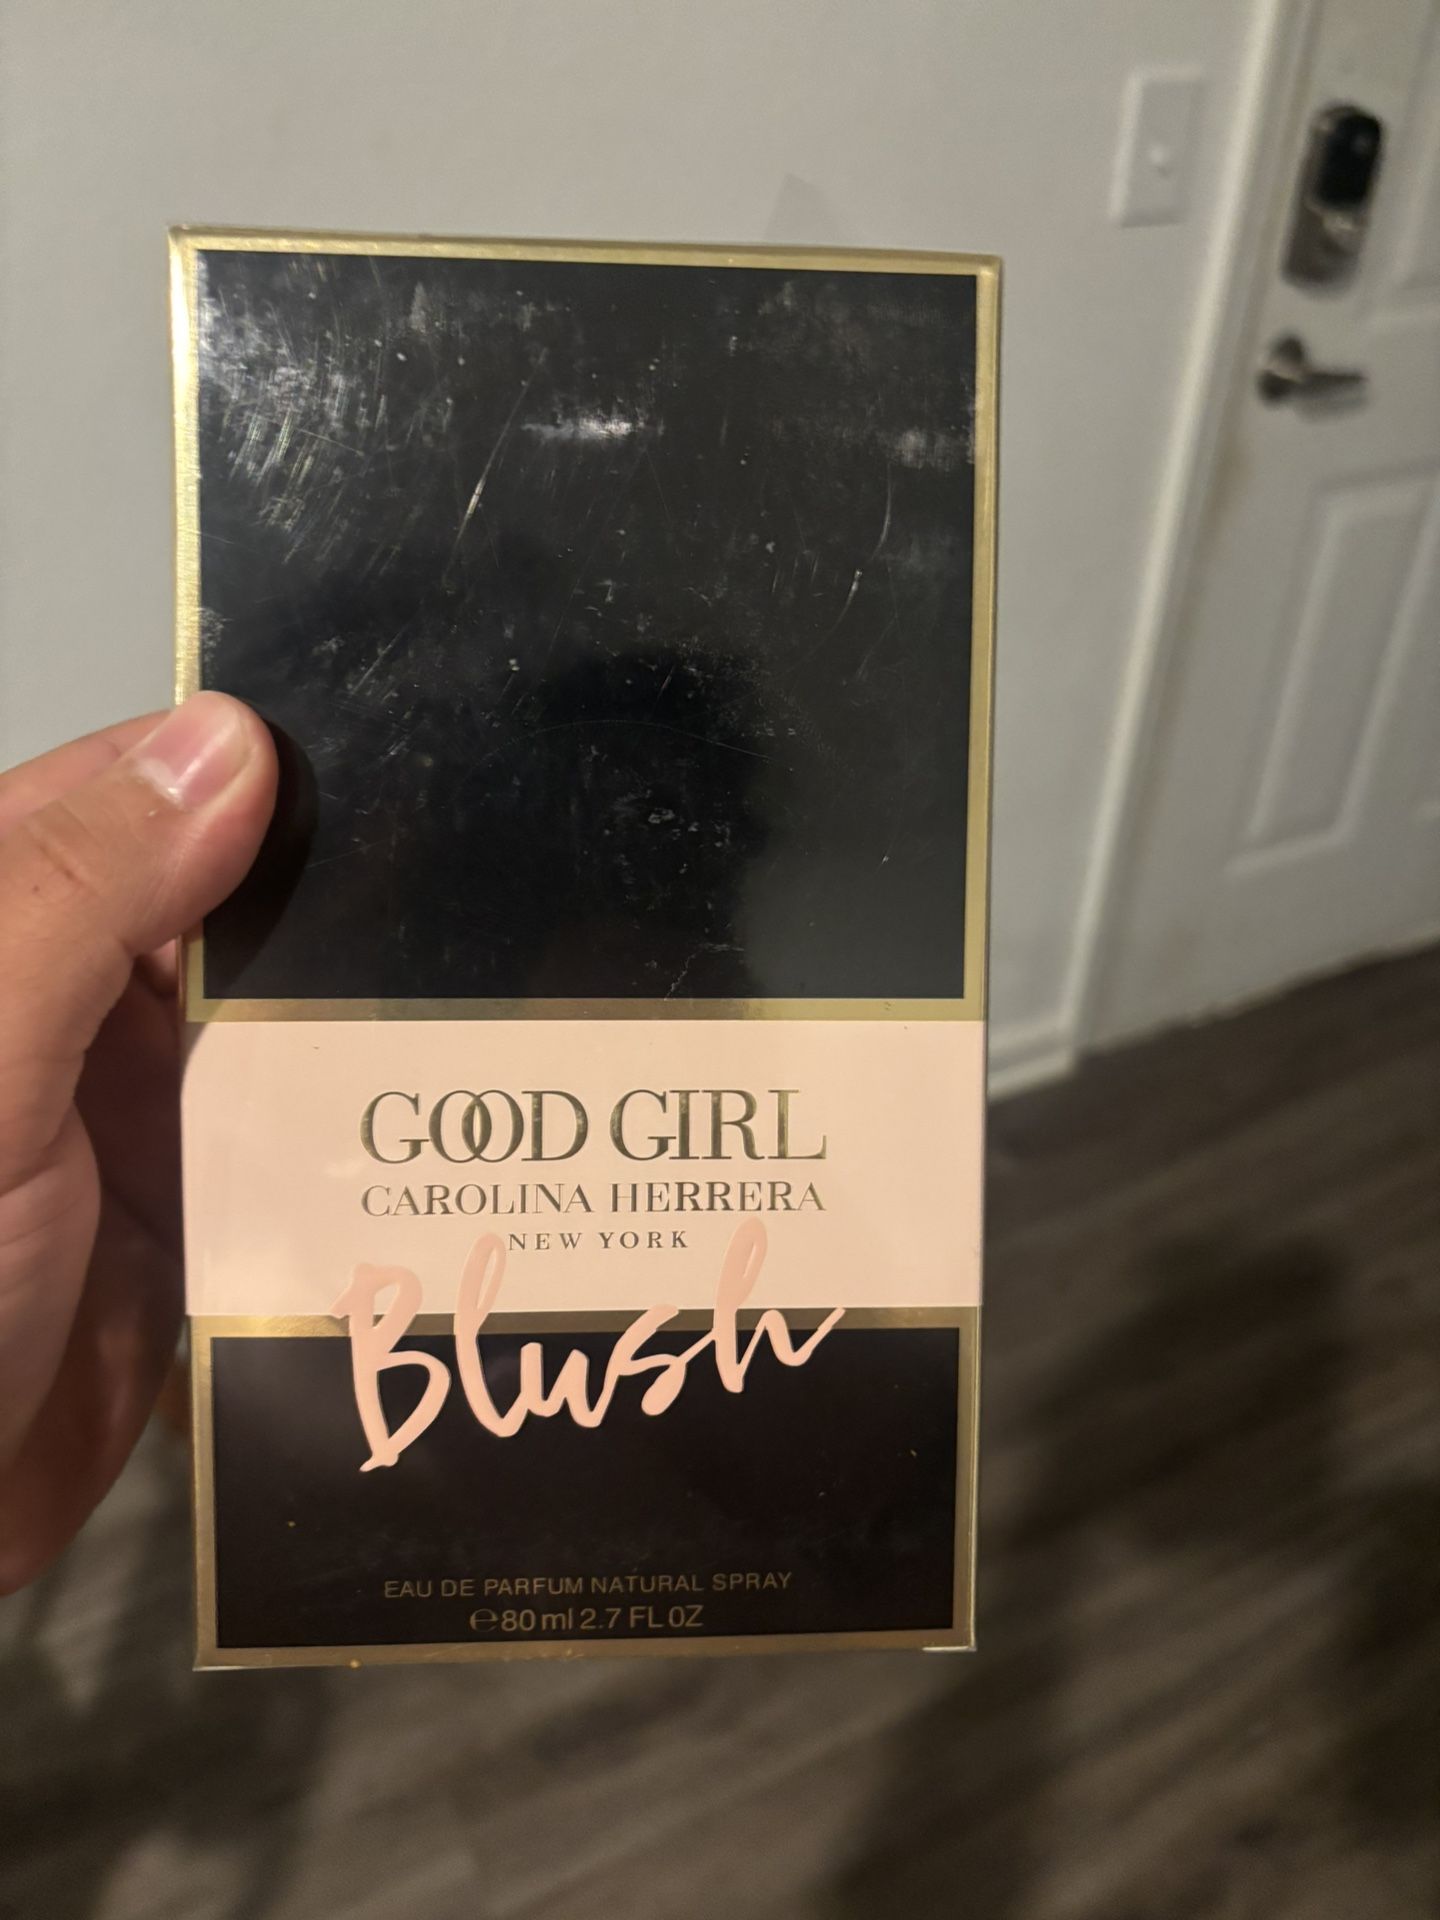 GOOD GIRL
CAROLINA HERRERA
NEW YORK
Blush
EAU DE PARFUM NATURAL SPRAY
℮80 ml 2.7 FL OZ